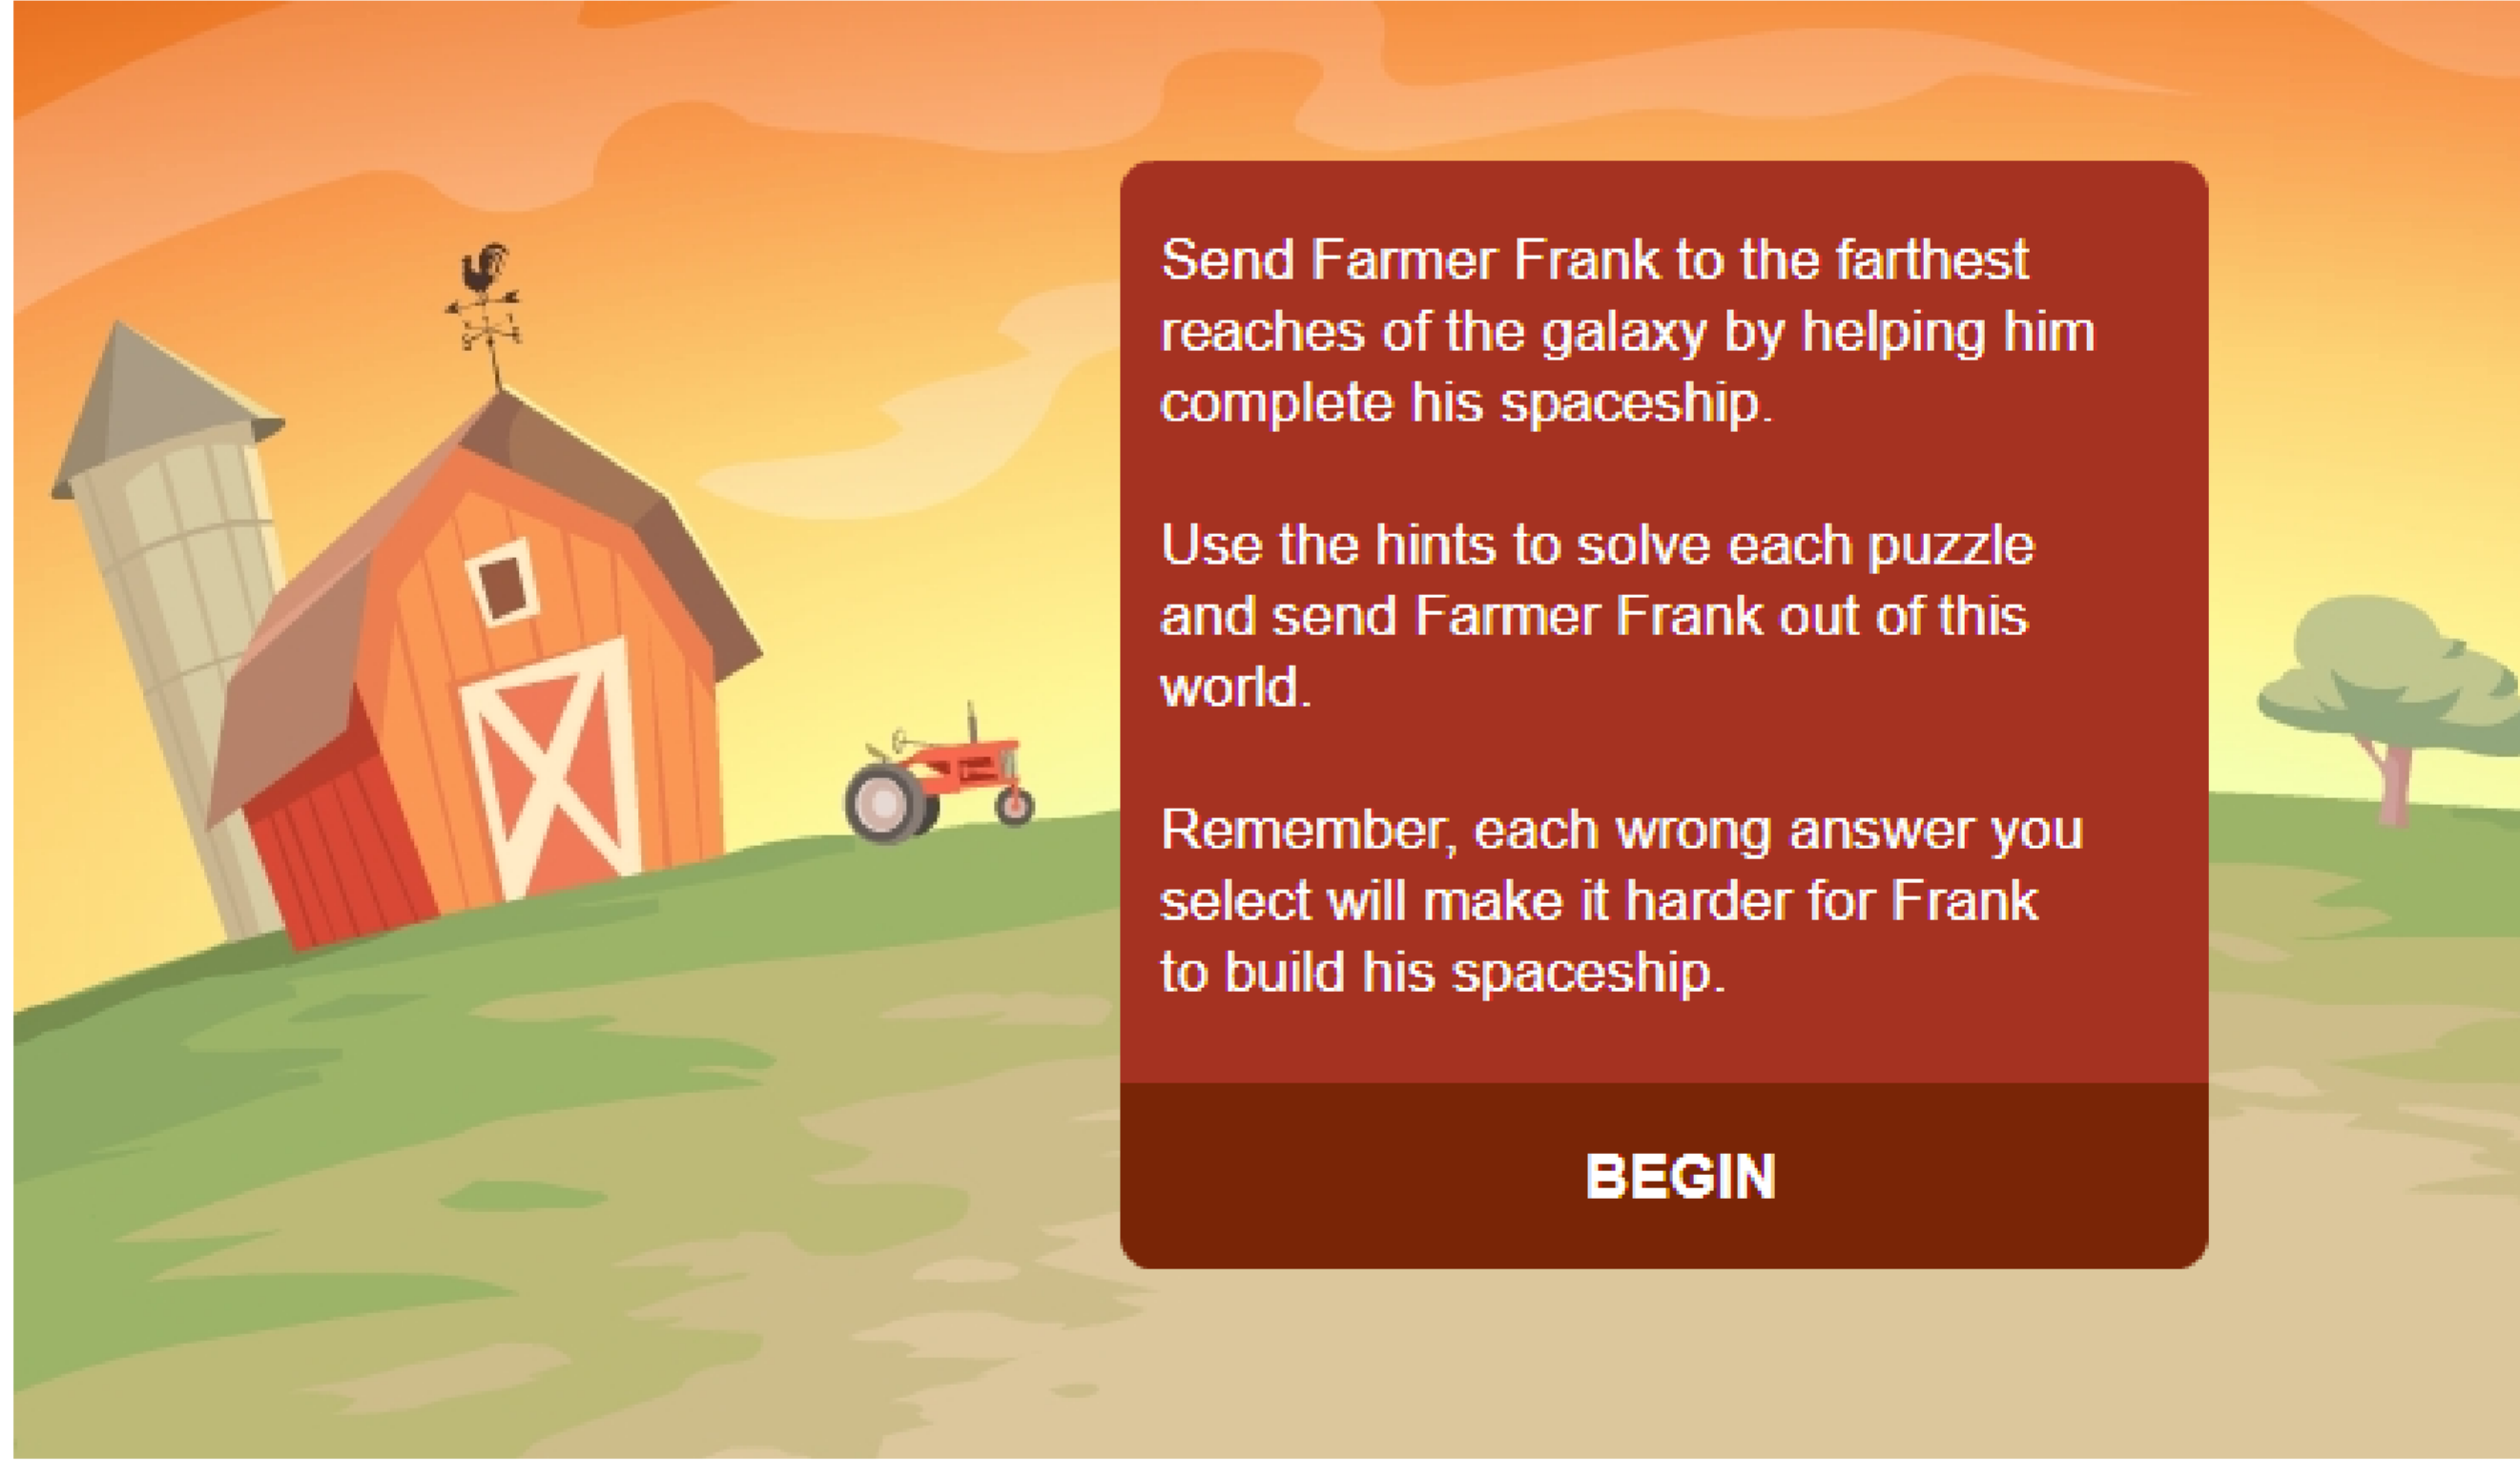 Send Farmer Frank to the farthest
reaches of the galaxy by helping him
complete his spaceship.
Use the hints to solve each puzzle
and send Farmer Frank out of this
world.
Remember, each wrong answer you
select will make it harder for Frank
to build his spaceship.
BEGIN